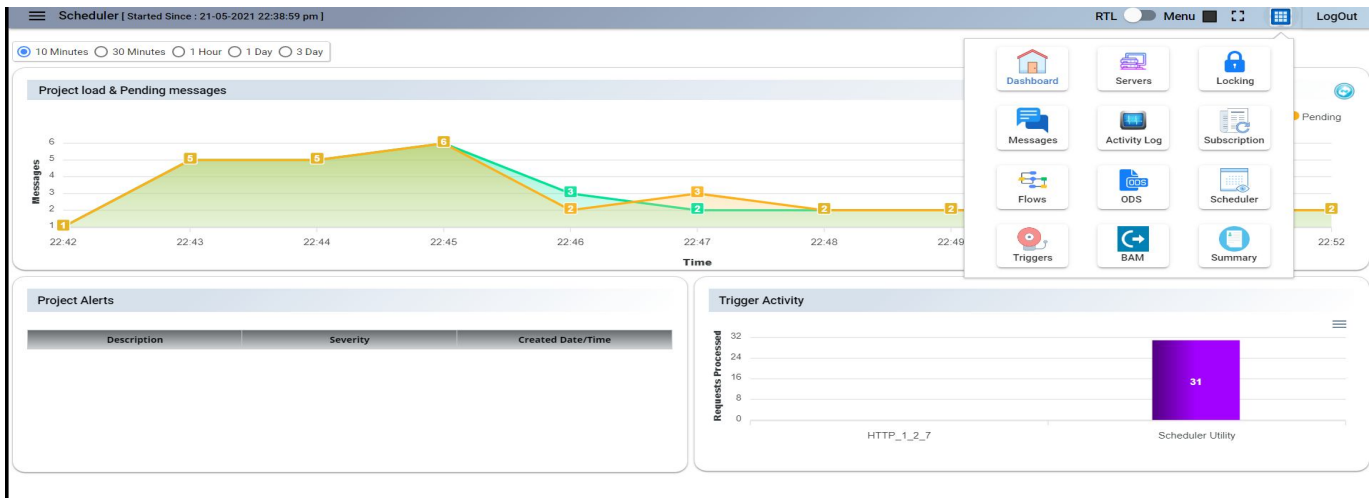 Scheduler [ Started Since : 21-05-2021 22:38:59 pm ] RTL Menu LogOut
10 Minutes 30 Minutes 1 Hour 1 Day 3 Day
Dashboard Servers Locking
Messages Activity Log Subscription
Flows ODS ODS Scheduler
Triggers BAM Summary
Project load & Pending messages
Pending
Messages
6
5
4
3
2
1
1 5 5 6 3 2 3 2 2 2 2
22:42 22:43 22:44 22:45 22:46 22:47 22:48 22:49 22:52
Time
Project Alerts
Description Severity Created Date/Time
Trigger Activity
Requests Processed
32
24
16
8
0
31
HTTP_1_2_7 Scheduler Utility